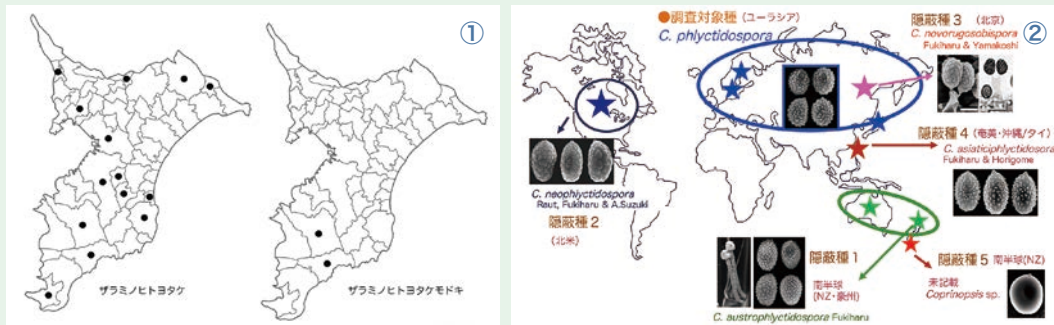 ①
ザラミノヒトヨタケ
ザラミノヒトヨタケモドキ
②
●調査対象種(ユーラシア)
C. phlyctidospora
隠蔽種3(北京)
C. novorugosobispora
Fukiharu & Yamakoshi
隠蔽種4(奄美・沖縄/タイ)
C. asiaticiphlyctidosora
Fukiharu & Horigome
C. neophlyctidospora
Raut, Fukiharu & A.Suzuki
隠蔽種2
(北米)
隠蔽種1
南半球
(NZ・豪州)
C. austrophlyctidospora Fukiharu
隠蔽種5 南半球(NZ)
未記載
Coprinopsis sp.